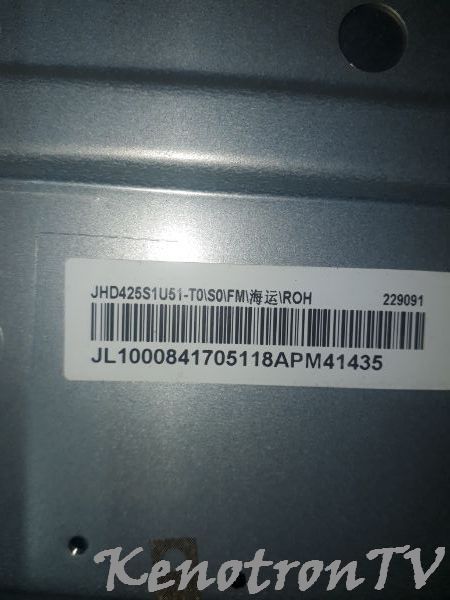 JHD425S1U51-T0\S0\FM\海运\ROH 229091
JL1000841705118APM41435
KenotronTV